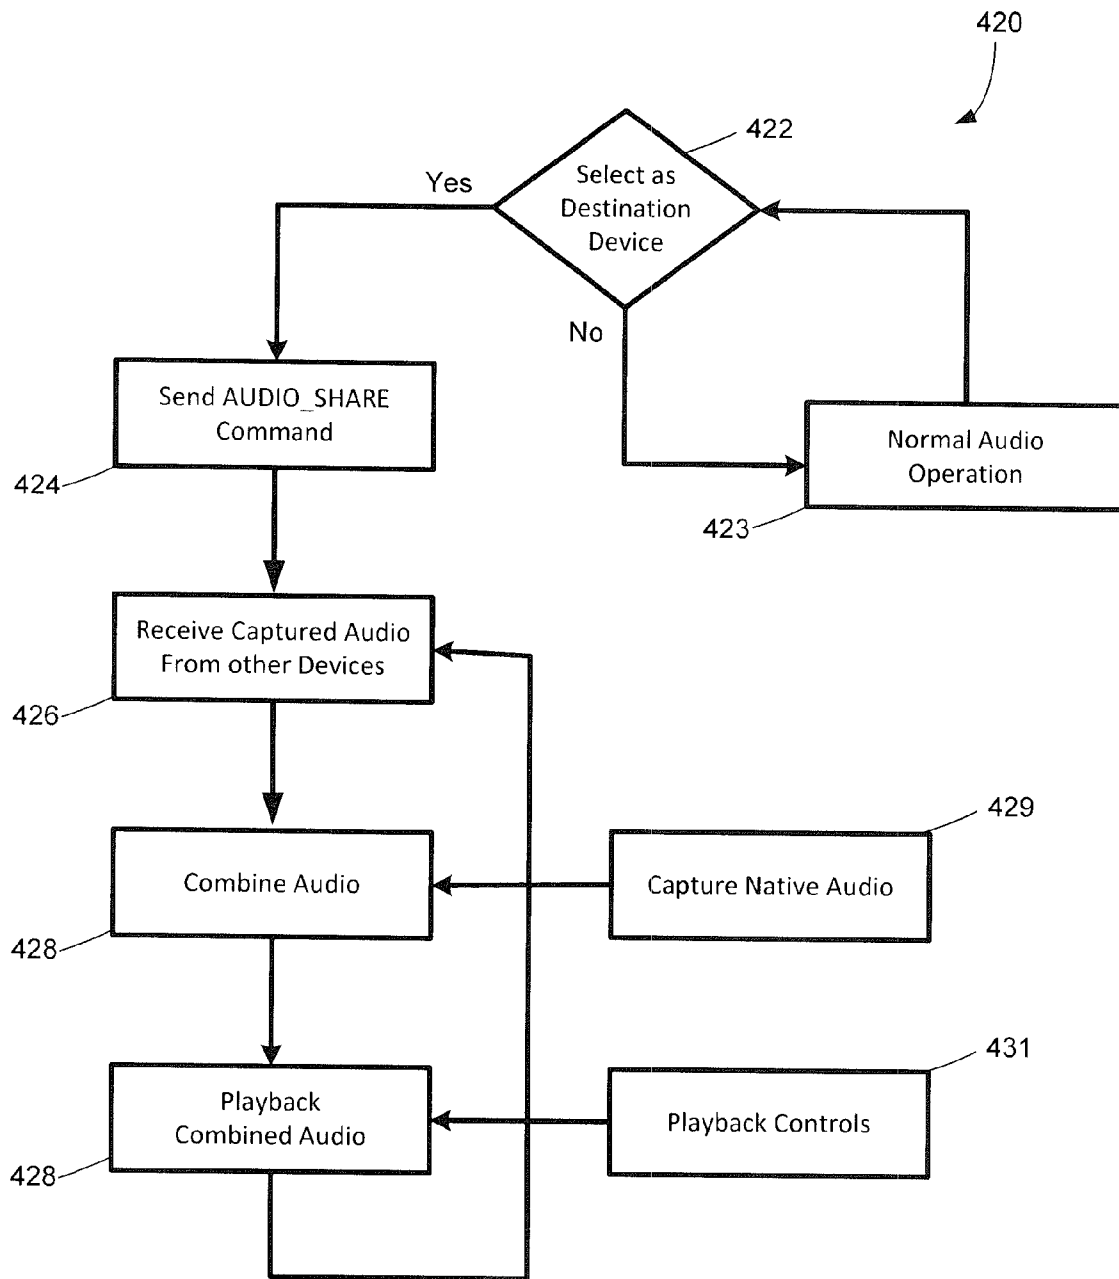 420
422
Select as
Destination
Device
Yes
No
Send AUDIO_SHARE
Command
424
Normal Audio
Operation
423
Receive Captured Audio
From other Devices
426
429
Combine Audio
Capture Native Audio
428
431
Playback
Combined Audio
Playback Controls
428